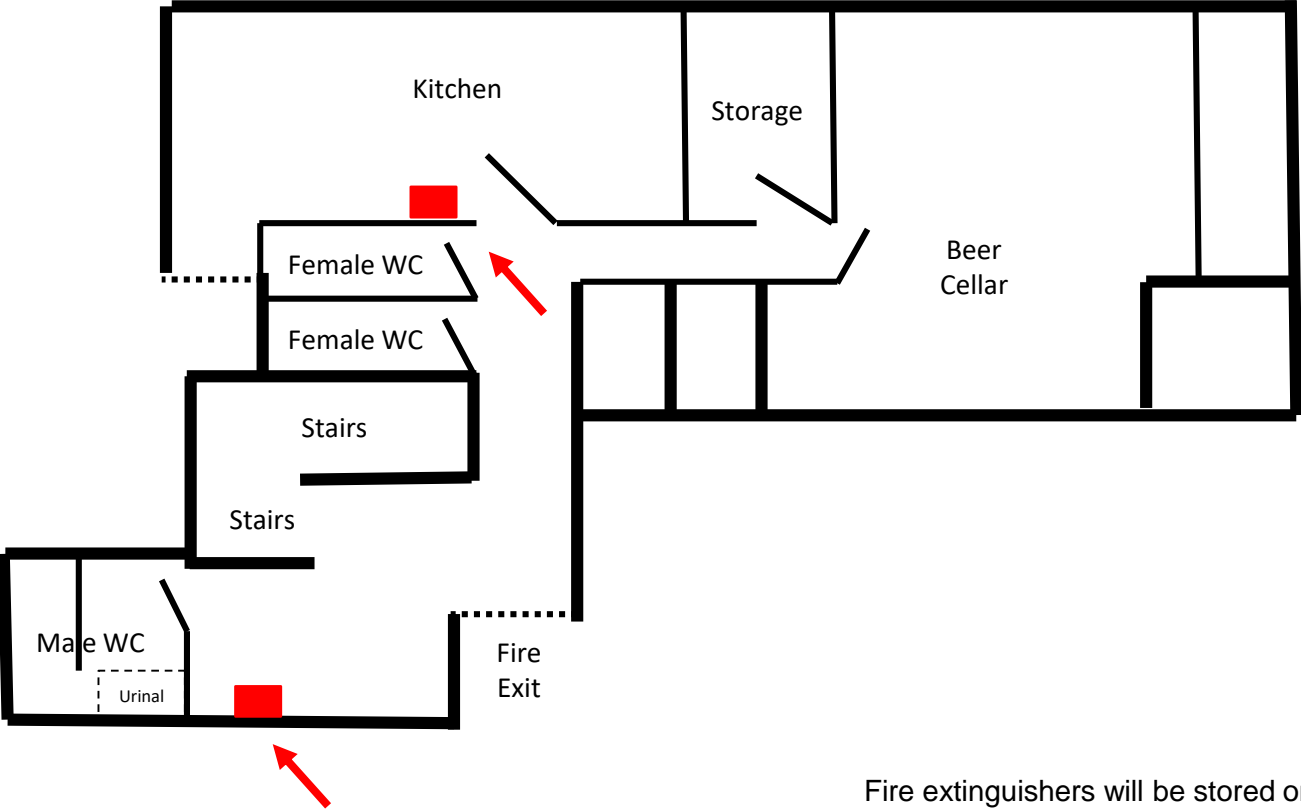 Kitchen
Storage
Female WC
Beer
Cellar
Female WC
Stairs
Stairs
Male WC
Fire
Exit
Urinal
Fire extinguishers will be stored